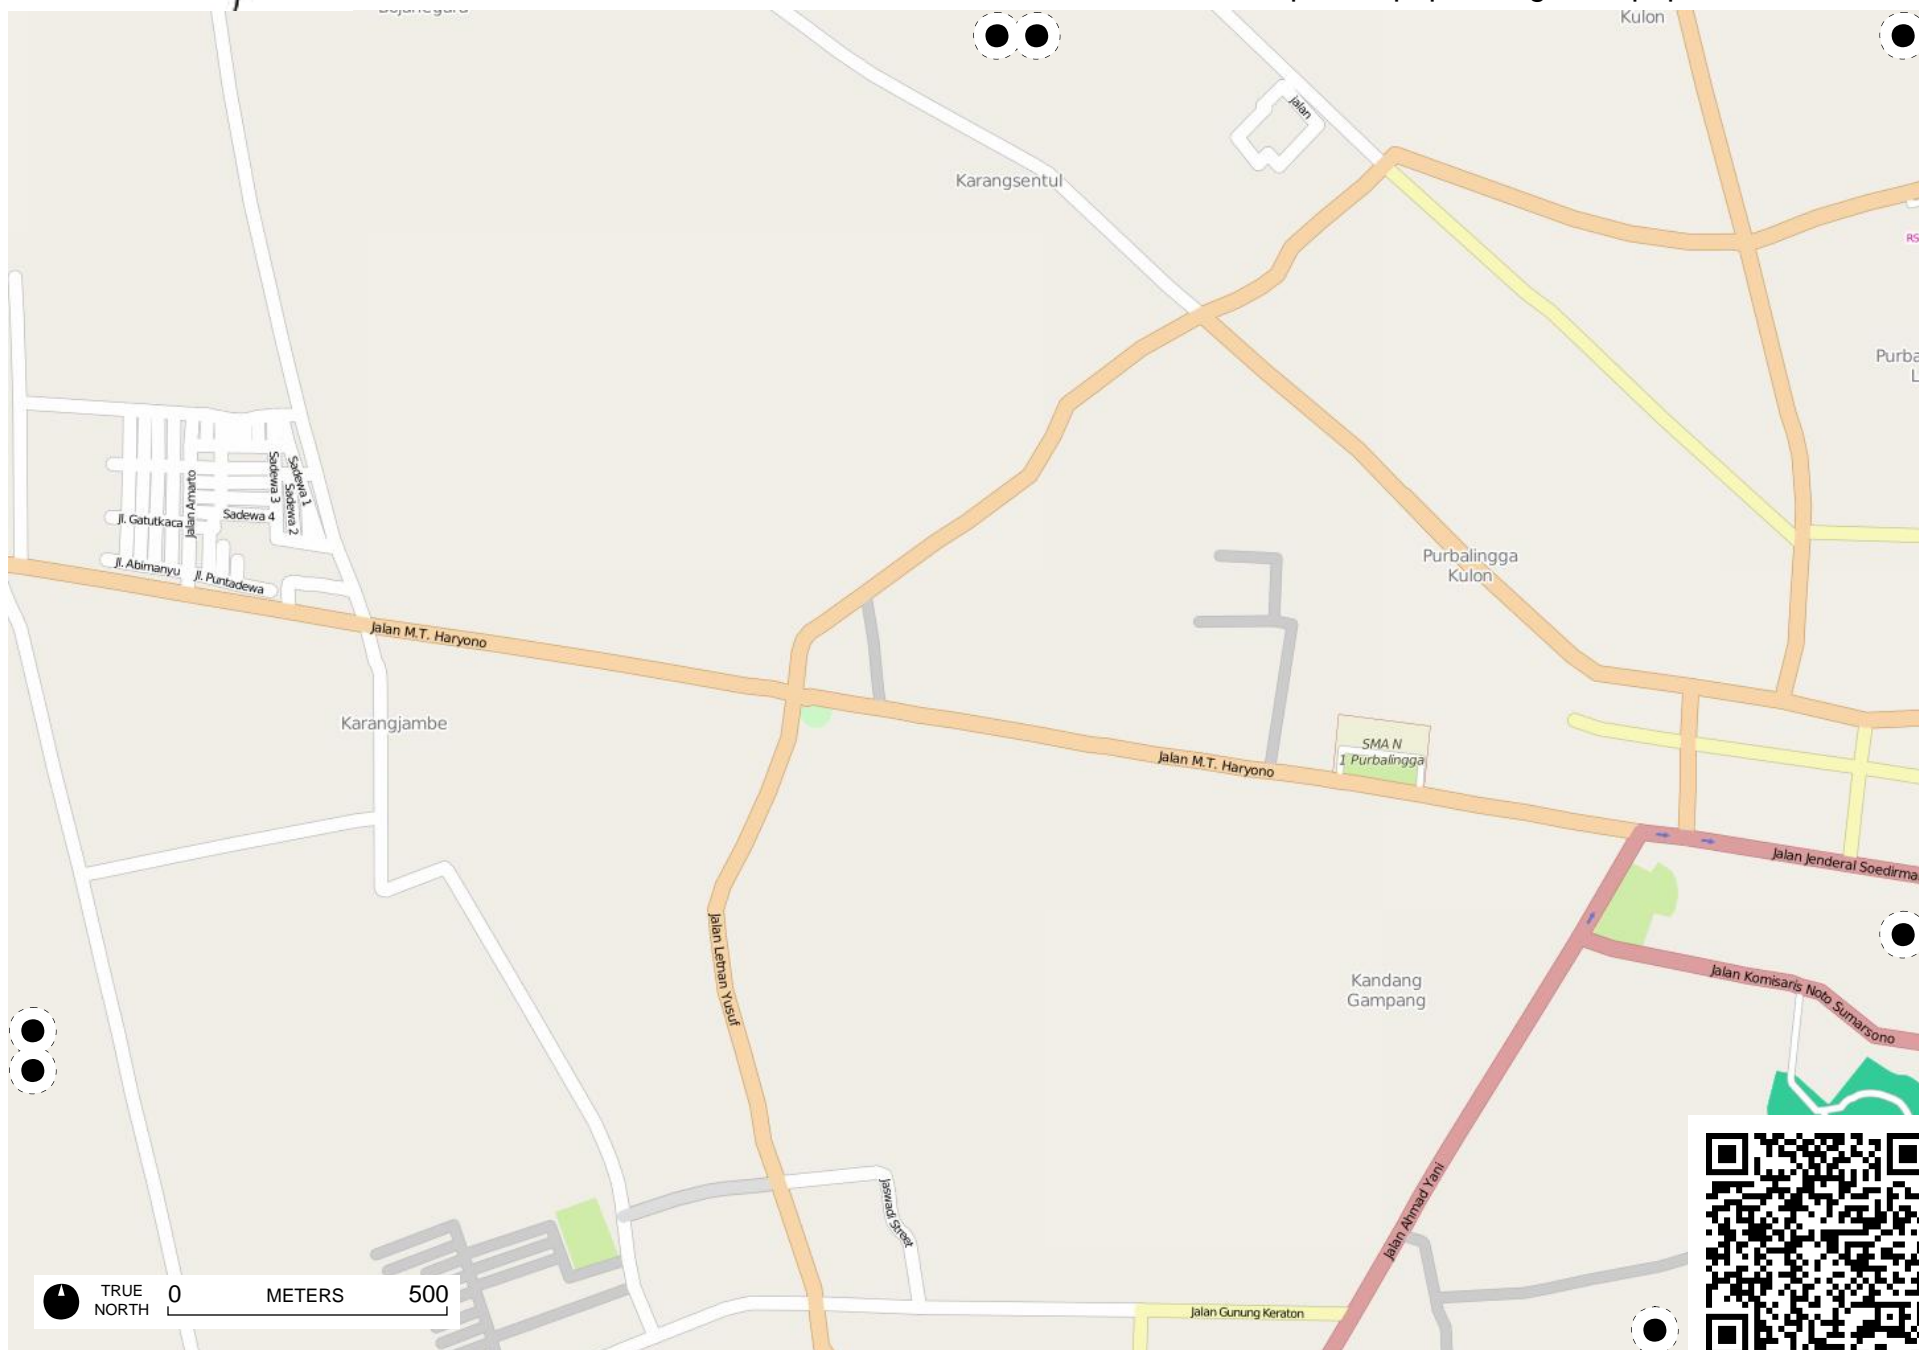 Kulon
Jalan
Karangsentul
Sadewa 1
Sadewa 3
Sadewa 2
Jalan Amarto
Sadewa 4
Jl. Gatutkaca
Jl. Abimanyu
Jl. Puntadewa
Purbalingga
Kulon
Jalan M.T. Haryono
Karangjambe
SMA N
1 Purbalingga
Jalan M.T. Haryono
Jalan Jenderal Soedirma
Jalan Letnan Yusuf
Kandang
Gampang
Jalan Komisaris Noto Sumarsono
Jalan Ahmad Yani
Jaswadi Street
Jalan Gunung Keraton
TRUE
NORTH
0 METERS 500